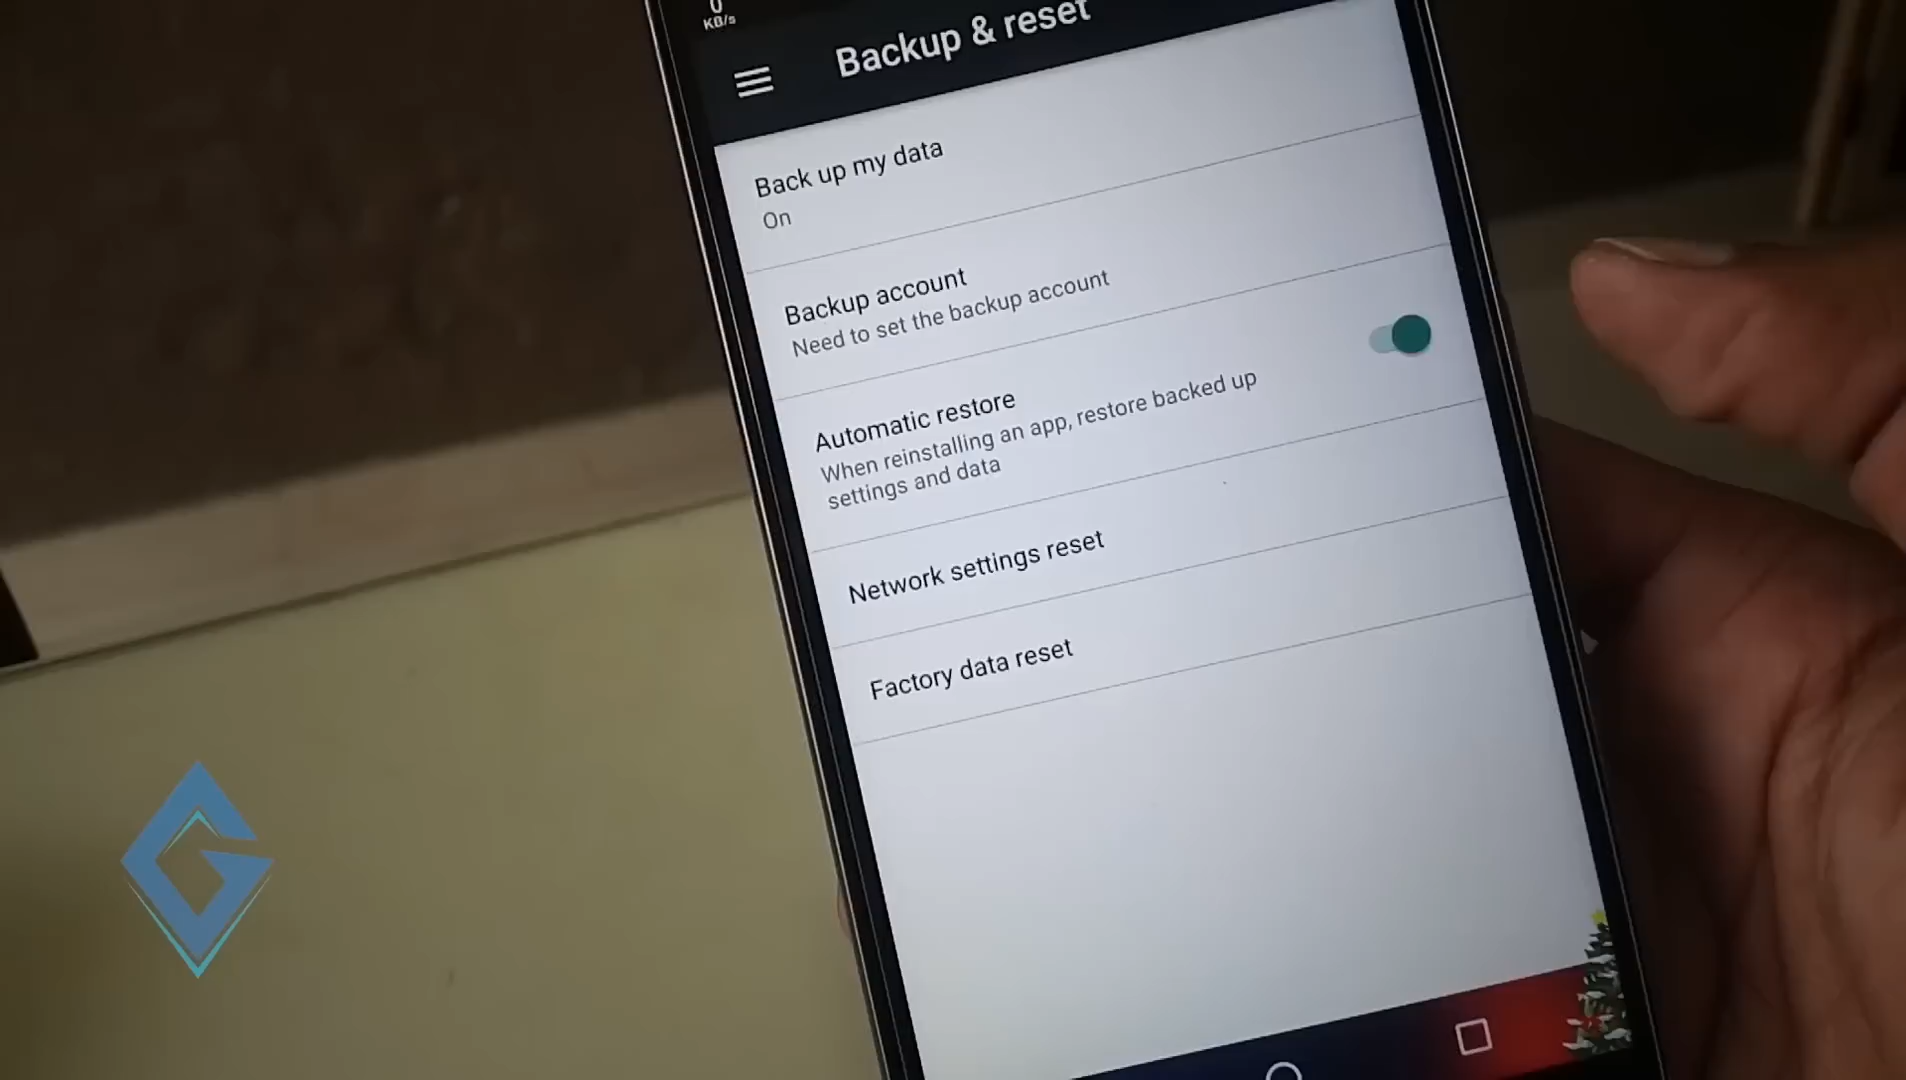 0
KB/s
Backup & reset
Back up my data
On
Backup account
Need to set the backup account
Automatic restore
When reinstalling an app, restore backed up
settings and data
Network settings reset
Factory data reset